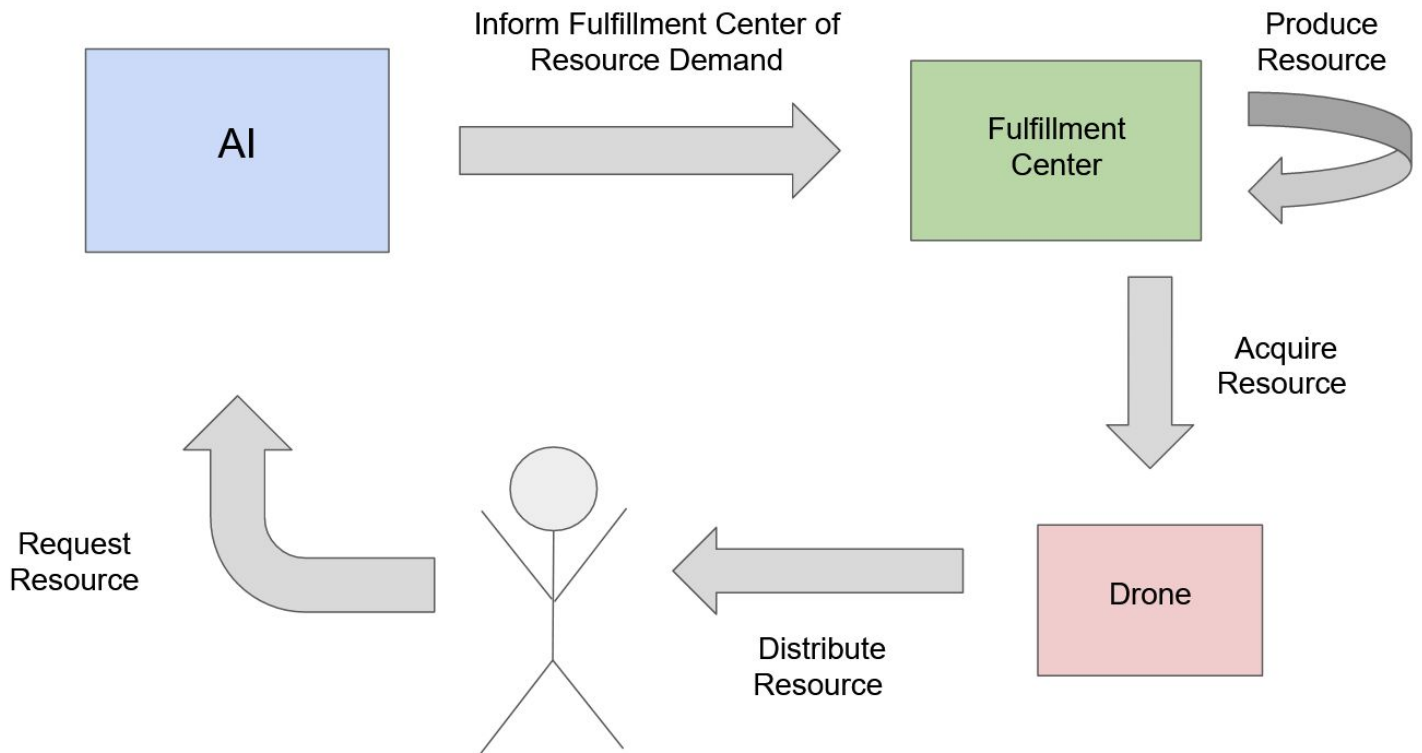 Inform Fulfillment Center of
Resource Demand
Produce
Resource
AI
Fulfillment
Center
Acquire
Resource
Request
Resource
Drone
Distribute
Resource